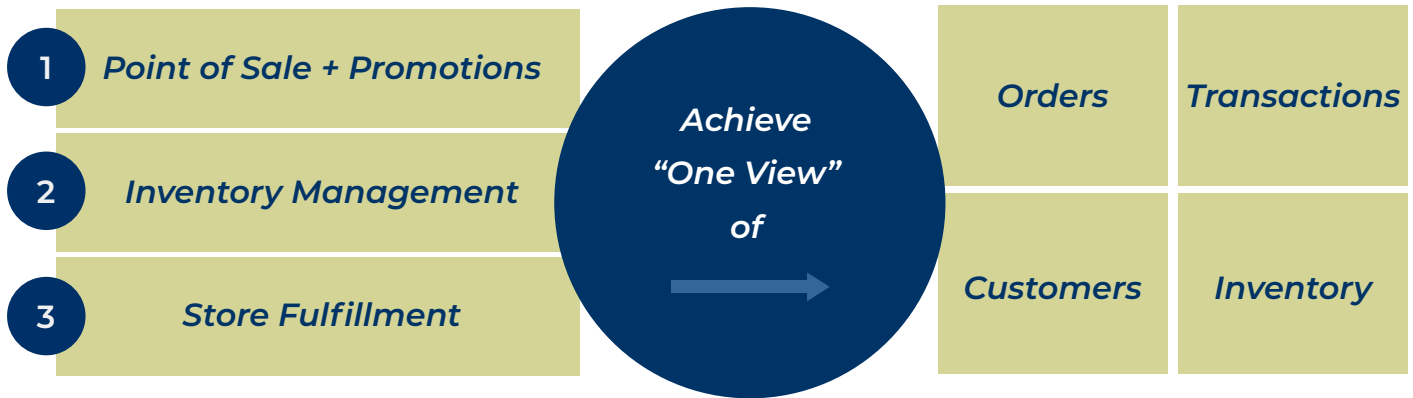 1 Point of Sale + Promotions
2 Inventory Management
3 Store Fulfillment
Achieve
“One View”
of
Orders
Transactions
Customers
Inventory